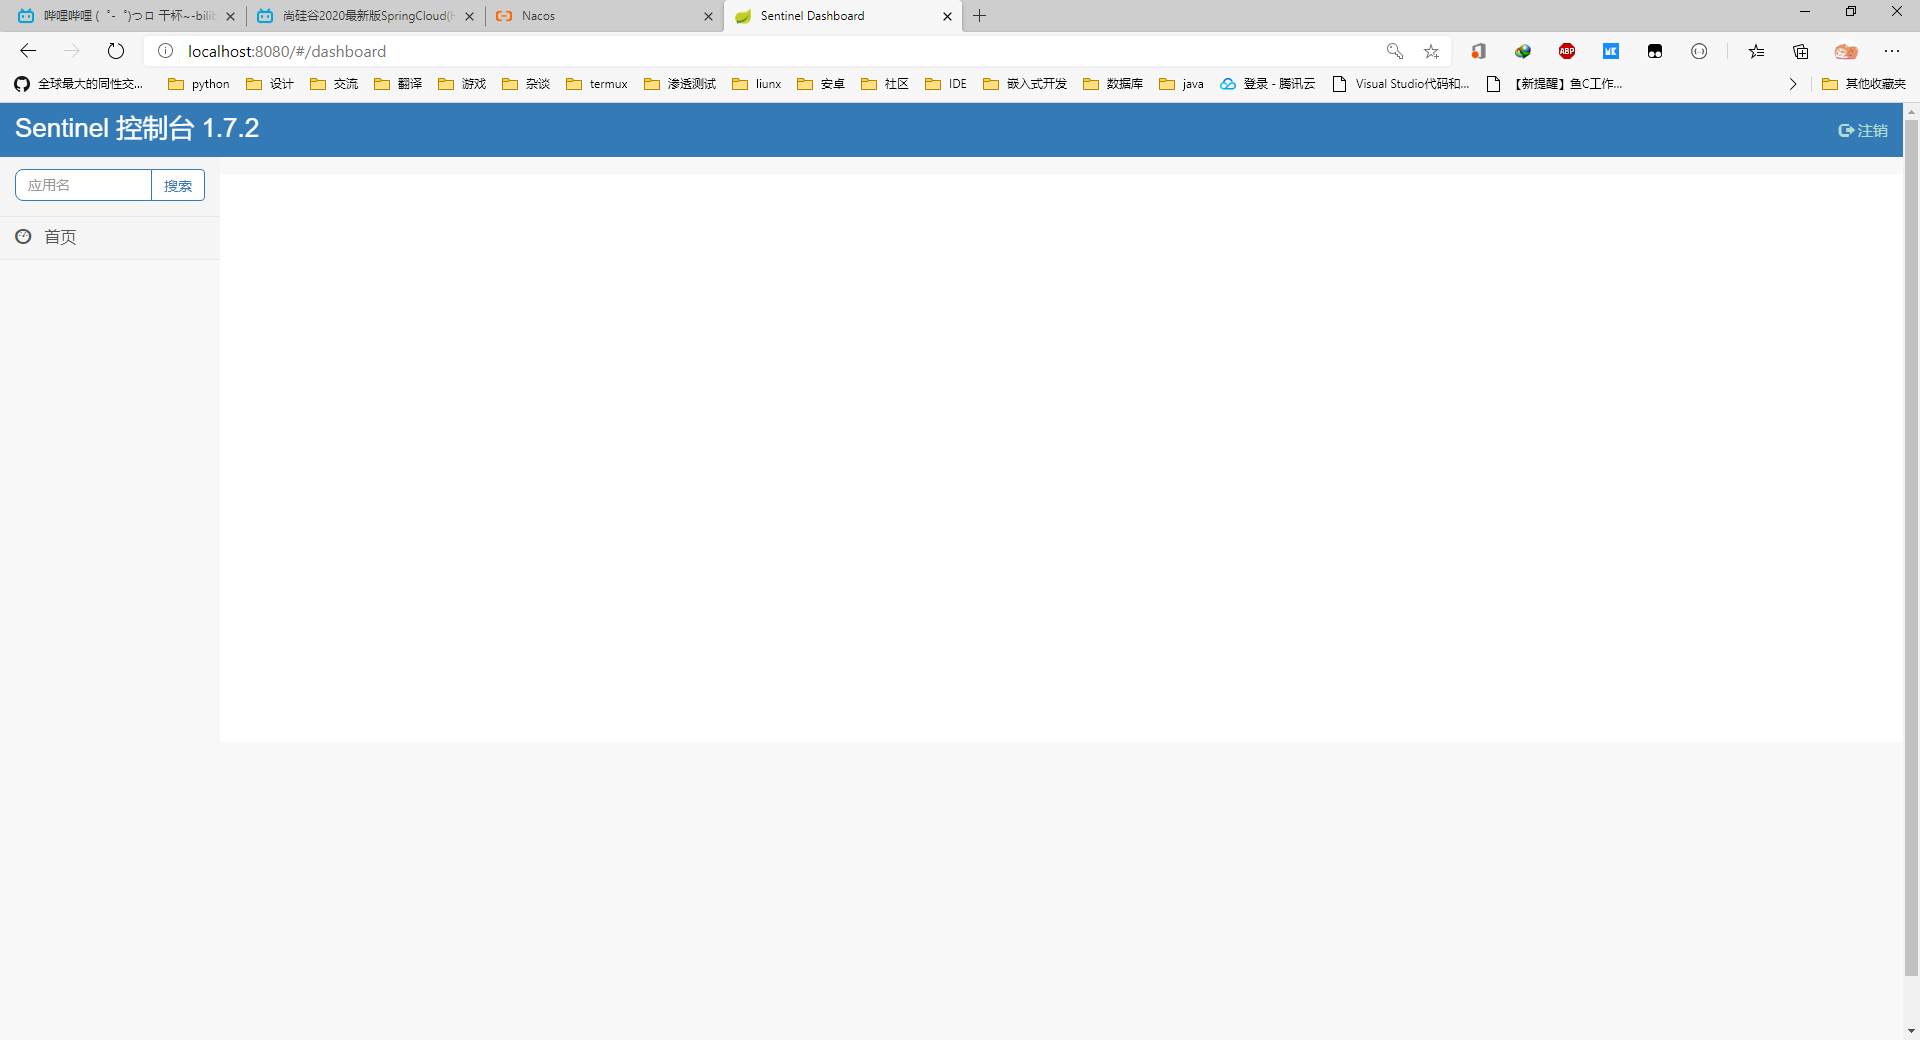 哔哩哔哩 (゜-゜)つロ 干杯~-bili
尚硅谷2020最新版SpringCloud(H
Nacos
Sentinel Dashboard
localhost:8080/#/dashboard
ABP
全球最大的同性交...
python
设计
交流
翻译
游戏
杂谈
termux
渗透测试
liunx
安卓
社区
IDE
嵌入式开发
数据库
java
登录 - 腾讯云
Visual Studio代码和...
【新提醒】鱼C工作...
其他收藏夹
Sentinel 控制台 1.7.2
注销
应用名
搜索
首页